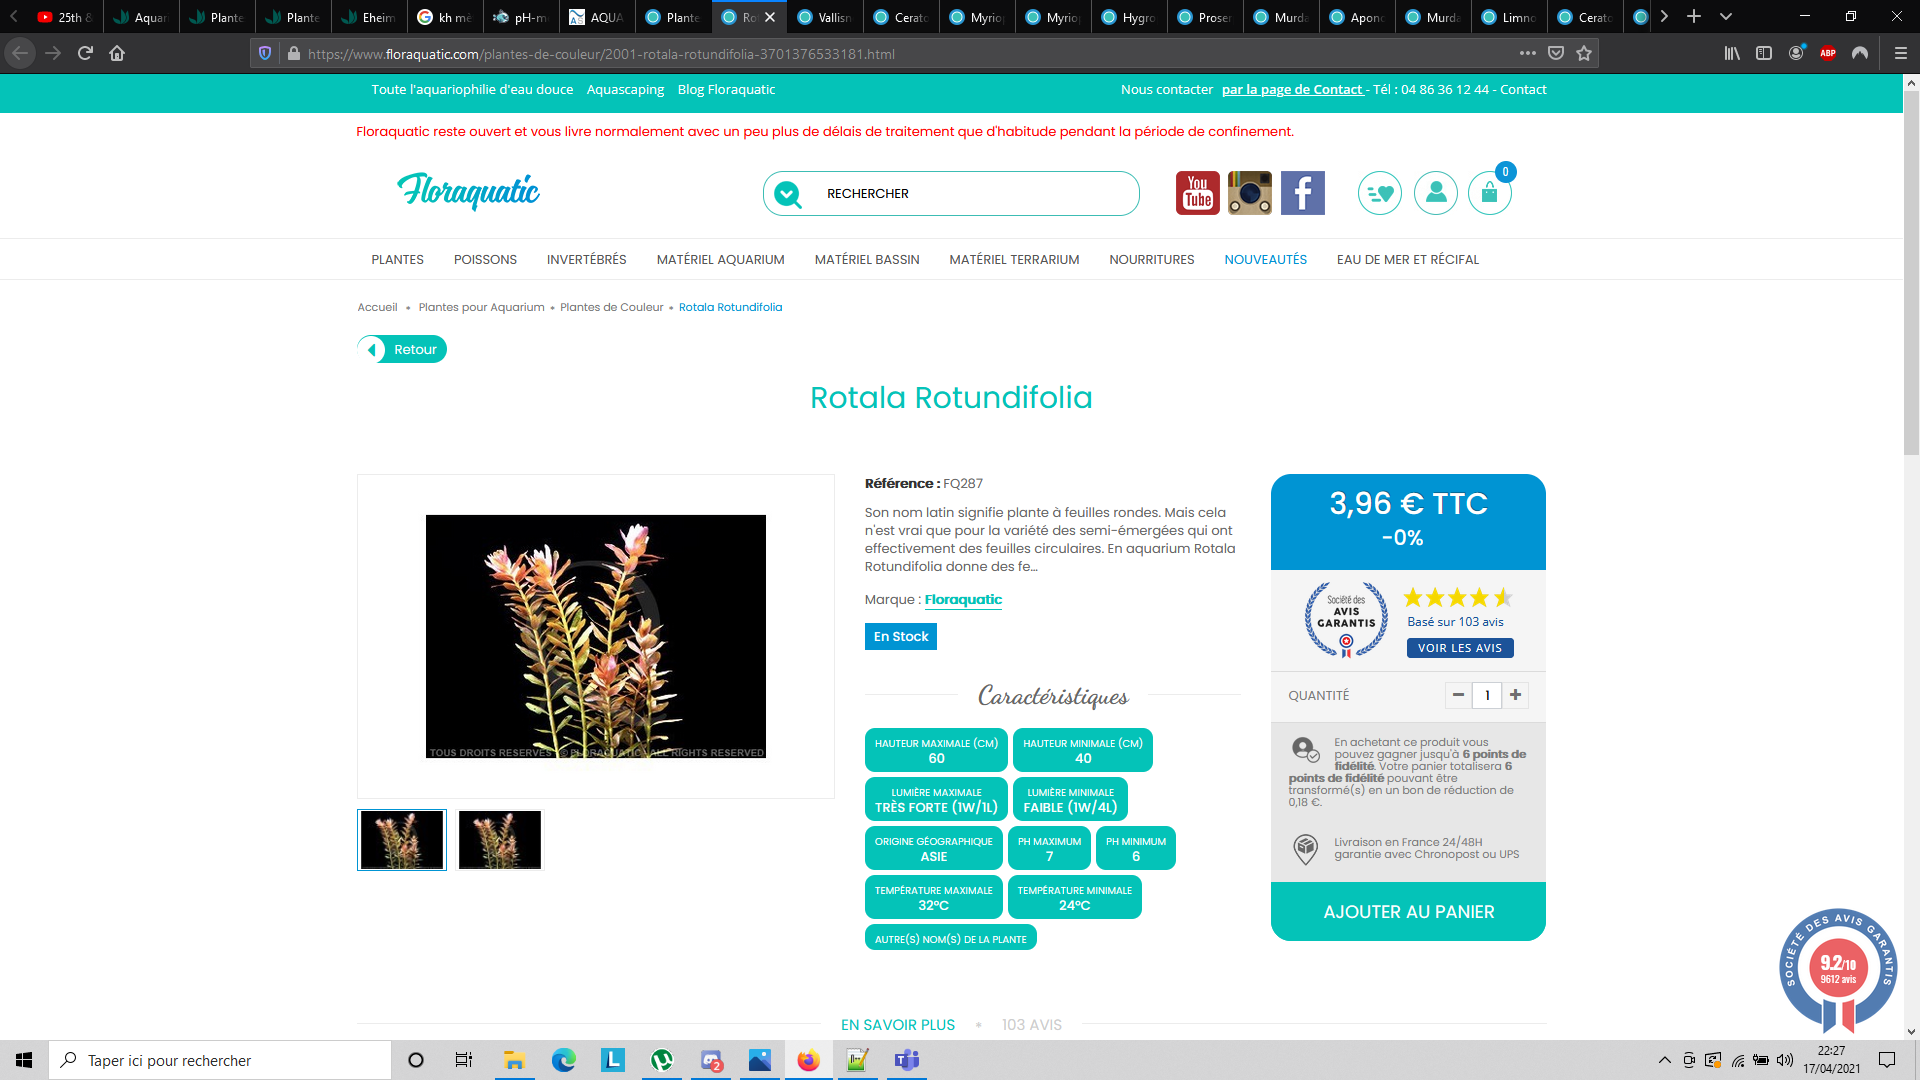 25th &
Aquar
Plante
Plante
Eheim
kh mè
pH-m
AQUA
Plante
Ro
Vallisn
Cerato
Myrio
Myrio
Hygro
Proser
Murda
Apono
Murda
Limno
Cerato
https://www.floraquatic.com/plantes-de-couleur/2001-rotala-rotundifolia-3701376533181.html
ABP
Toute l'aquariophilie d'eau douce Aquascaping Blog Floraquatic
Nous contacter par la page de Contact - Tél : 04 86 36 12 44 - Contact
Floraquatic reste ouvert et vous livre normalement avec un peu plus de délais de traitement que d'habitude pendant la période de confinement.
Floraquatic
RECHERCHER
You
Tube
f
0
PLANTES POISSONS INVERTÉBRÉS MATÉRIEL AQUARIUM MATÉRIEL BASSIN MATÉRIEL TERRARIUM NOURRITURES NOUVEAUTÉS EAU DE MER ET RÉCIFAL
Accueil • Plantes pour Aquarium • Plantes de Couleur • Rotala Rotundifolia
Retour
Rotala Rotundifolia
TOUS DROITS RESERVES © FLORAQUATIC ALL RIGHTS RESERVED
Référence : FQ287
Son nom latin signifie plante à feuilles rondes. Mais cela
n'est vrai que pour la variété des semi-émergées qui ont
effectivement des feuilles circulaires. En aquarium Rotala
Rotundifolia donne des fe...
Marque : Floraquatic
En Stock
Caractéristiques
HAUTEUR MAXIMALE (CM)
60
HAUTEUR MINIMALE (CM)
40
LUMIÈRE MAXIMALE
TRÈS FORTE (1W/1L)
LUMIÈRE MINIMALE
FAIBLE (1W/4L)
ORIGINE GÉOGRAPHIQUE
ASIE
PH MAXIMUM
7
PH MINIMUM
6
TEMPÉRATURE MAXIMALE
32°C
TEMPÉRATURE MINIMALE
24°C
AUTRE(S) NOM(S) DE LA PLANTE
3,96 € TTC
-0%
Société des
AVIS
GARANTIS
Basé sur 103 avis
VOIR LES AVIS
QUANTITÉ
− 1 +
En achetant ce produit vous
pouvez gagner jusqu'à 6 points de
fidélité. Votre panier totalisera 6
points de fidélité pouvant être
transformé(s) en un bon de réduction de
0,18 €.
Livraison en France 24/48H
garantie avec Chronopost ou UPS
AJOUTER AU PANIER
SOCIÉTÉ DES AVIS GARANTIS
9.2/10
9612 avis
EN SAVOIR PLUS • 103 AVIS
Taper ici pour rechercher
L
2
22:27
17/04/2021